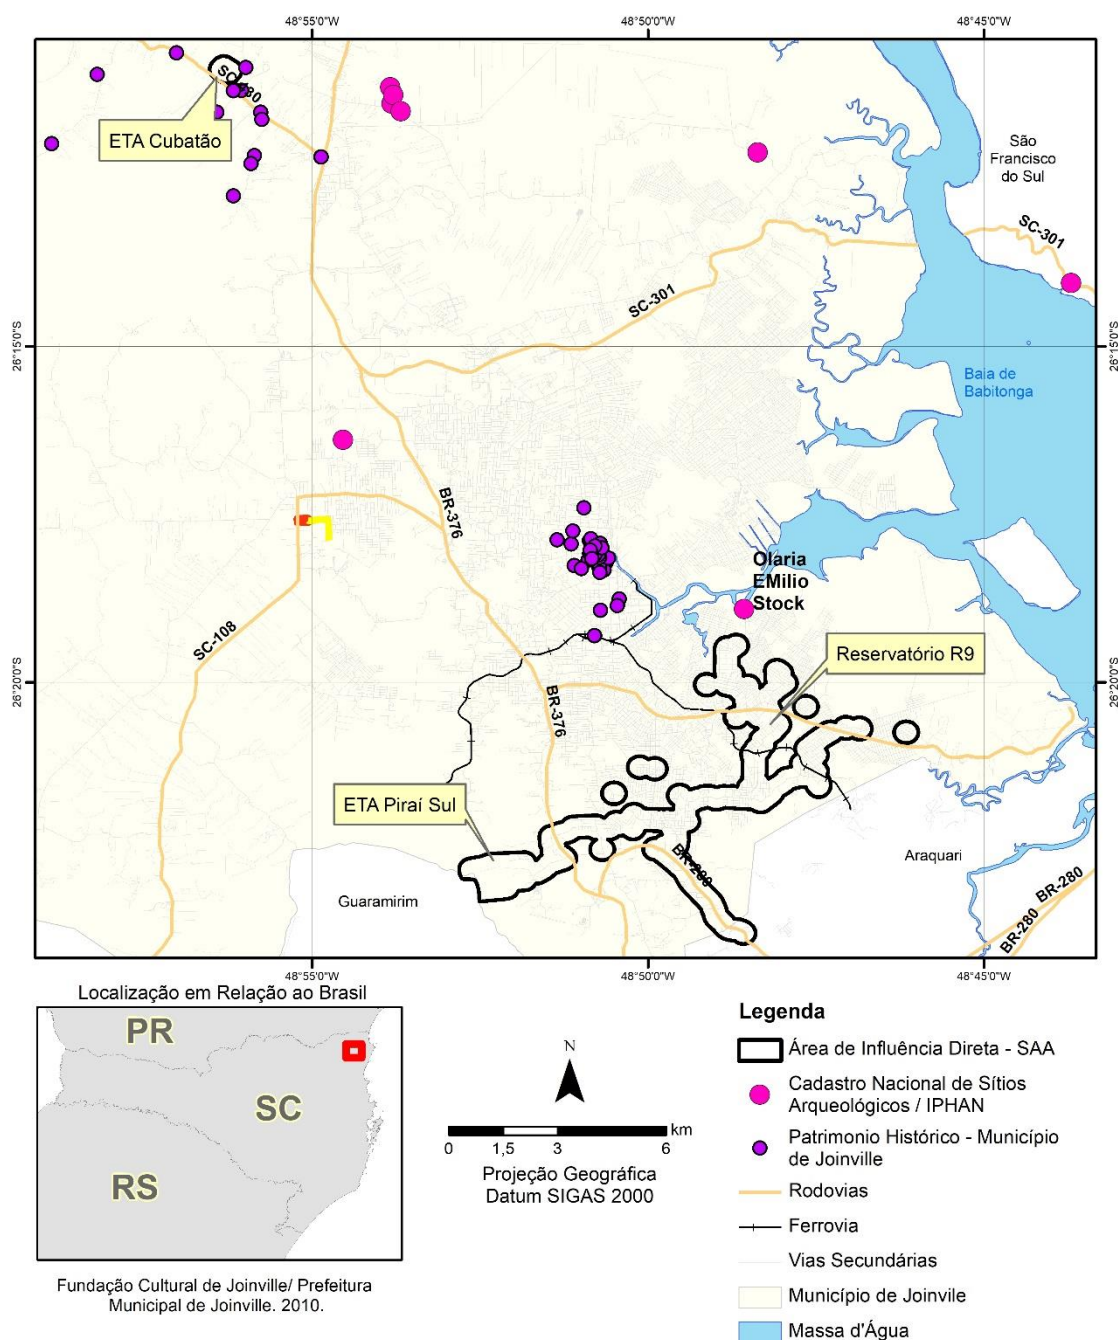 48°55'0"W
48°50'0"W
48°45'0"W
ETA Cubatão
São
Francisco
do Sul
SC-301
SC-301
26°15'0"S
26°15'0"S
Baia de
Babitonga
BR-376
Olaria
EMilio
Stock
SC-108
Reservatório R9
26°20'0"S
26°20'0"S
BR-376
ETA Piraí Sul
Araquari
Guaramirim
BR-280
BR-280
BR-280
48°55'0"W
48°50'0"W
48°45'0"W
Localização em Relação ao Brasil
PR
SC
RS
Fundação Cultural de Joinville/ Prefeitura
Municipal de Joinville. 2010.
N
km
0 1,5 3 6
Projeção Geográfica
Datum SIGAS 2000
Legenda
Área de Influência Direta - SAA
Cadastro Nacional de Sítios
Arqueológicos / IPHAN
Patrimonio Histórico - Município
de Joinville
Rodovias
Ferrovia
Vias Secundárias
Município de Joinvile
Massa d'Água